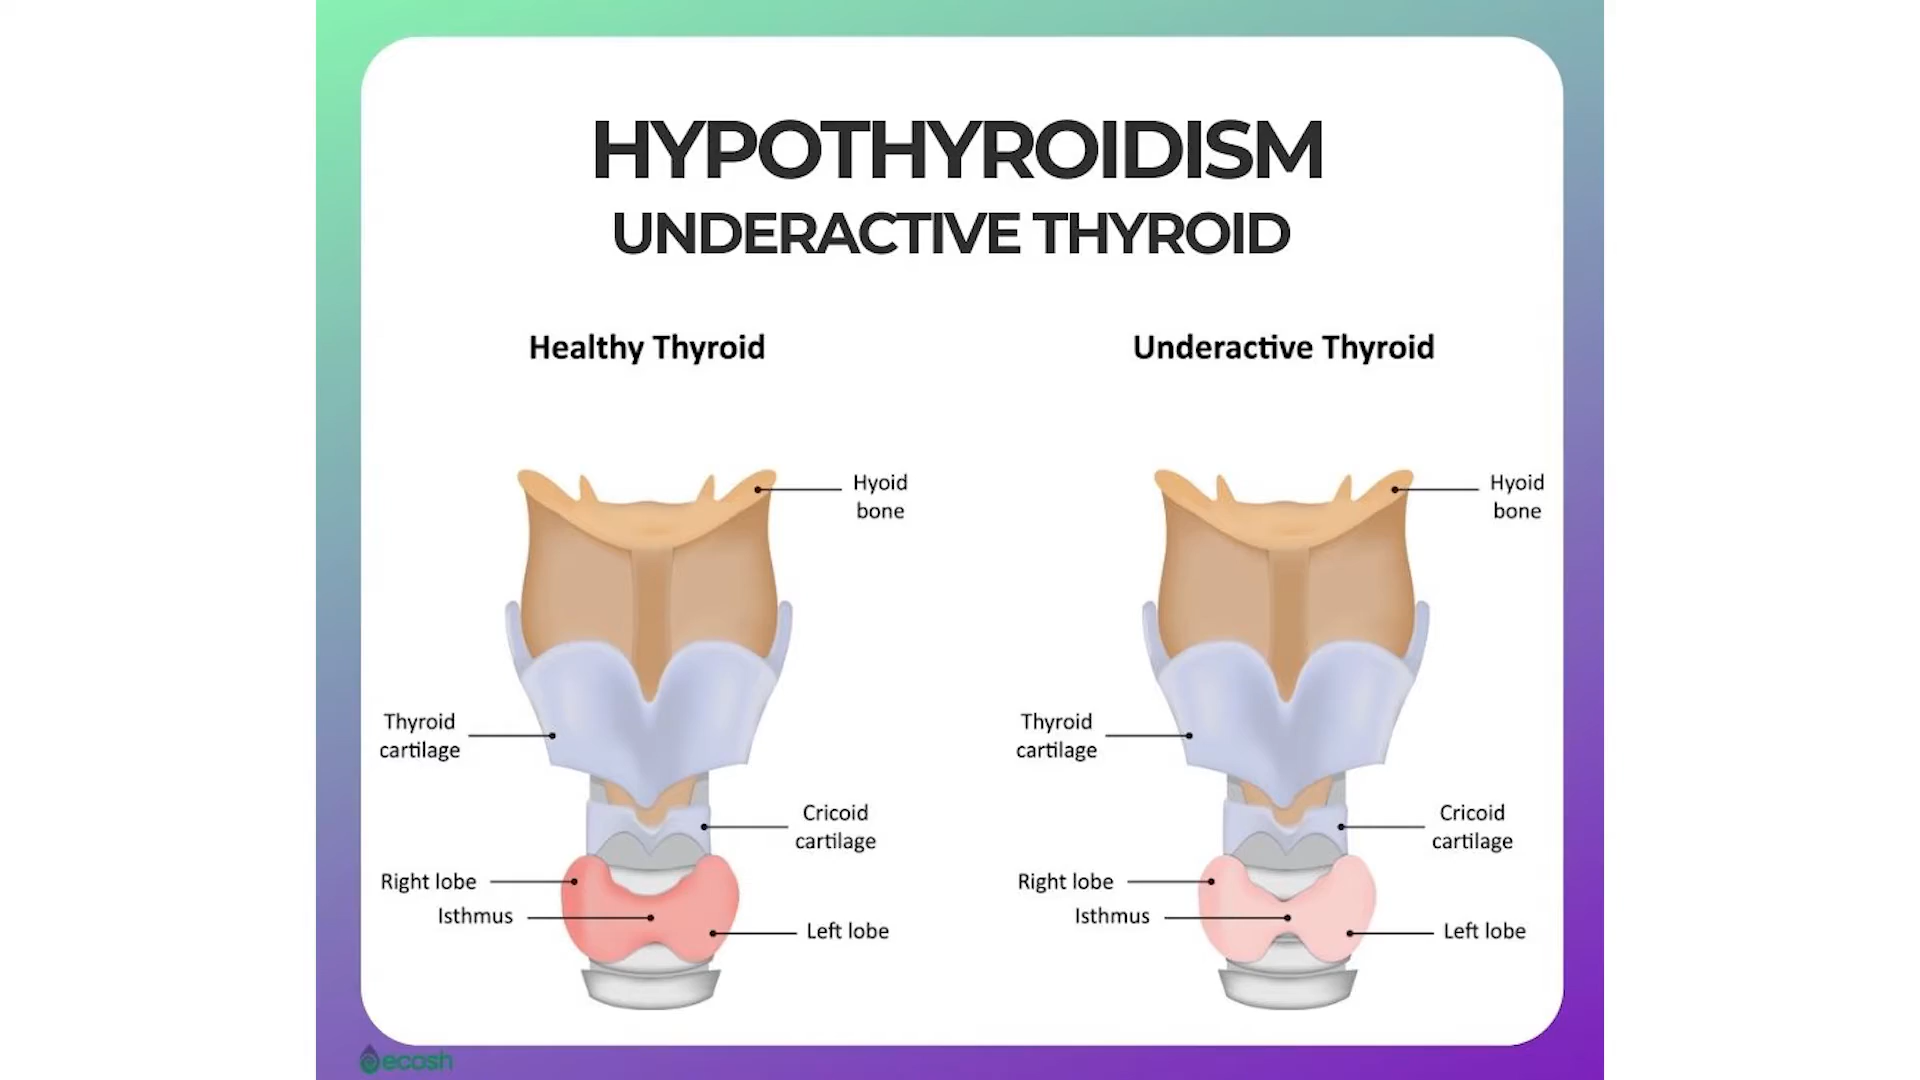 HYPOTHYROIDISM
UNDERACTIVE THYROID
Healthy Thyroid
Hyoid
bone
Thyroid
cartilage
Cricoid
cartilage
Right lobe
Isthmus
Left lobe
Underactive Thyroid
Hyoid
bone
Thyroid
cartilage
Cricoid
cartilage
Right lobe
Isthmus
Left lobe
ecosh